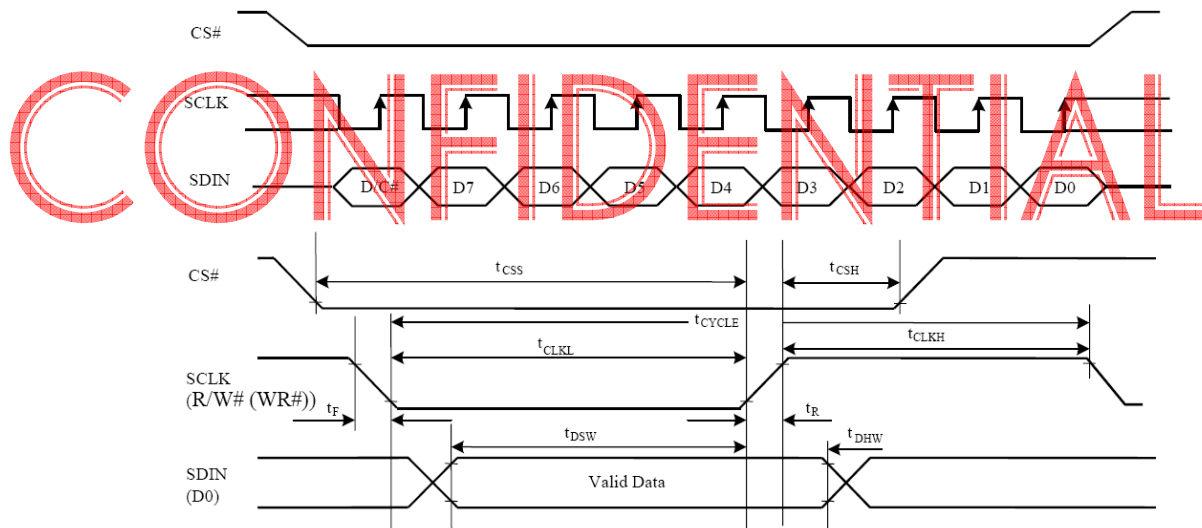 CS#
CONFIDENTIAL
SCLK
SDIN D/C# D7 D6 D5 D4 D3 D2 D1 D0
CS# tCSS tCSH
tCYCLE
tCLKL tCLKH
SCLK
(R/W# (WR#))
tF tR
tDSW tDHW
SDIN
(D0) Valid Data